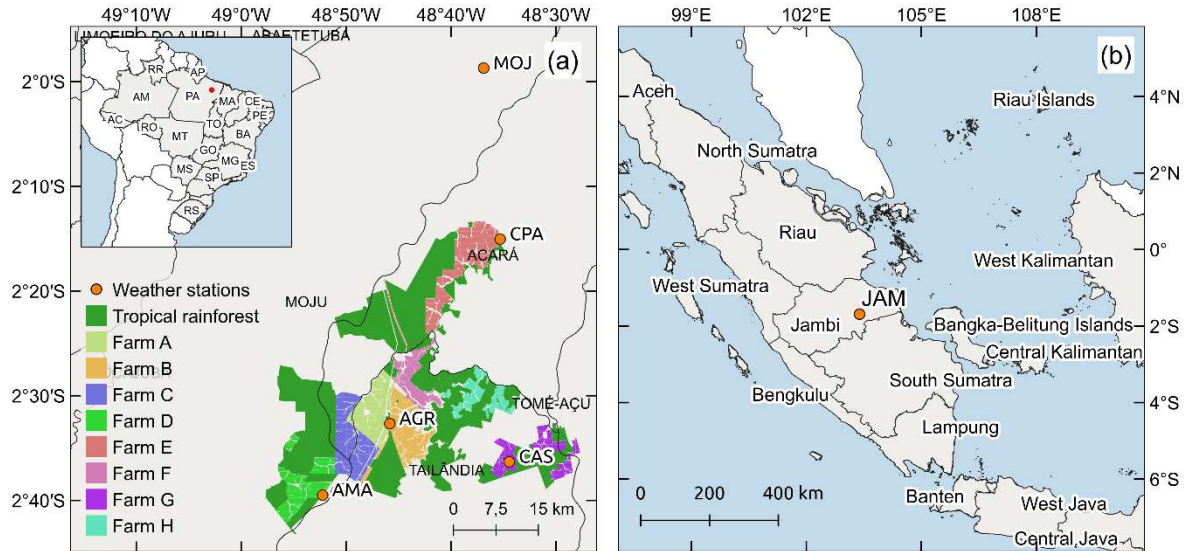 49°10'W 49°0'W 48°50'W 48°40'W 48°30'W
99°E 102°E 105°E 108°E
LIMOEIRO DO AJURU ABAETETUBA
(a)
(b)
MOJ
2°0'S
RR AP
AM PA MA CE
PE
AC RO TO
MT BA
GO
MG ES
MS SP
RS
2°10'S
CPA
ACARÁ
2°20'S
MOJU
Weather stations
Tropical rainforest
Farm A
Farm B
Farm C
Farm D
Farm E
Farm F
Farm G
Farm H
2°30'S
TOMÉ-AÇU
AGR
CAS
TAILÂNDIA
2°40'S
AMA
0 7,5 15 km
Aceh
4°N
Riau Islands
North Sumatra
2°N
Riau
0°
West Kalimantan
West Sumatra
JAM
Jambi
Bangka-Belitung Islands
2°S
Central Kalimantan
South Sumatra
Bengkulu
4°S
Lampung
6°S
0 200 400 km
Banten
West Java
Central Java